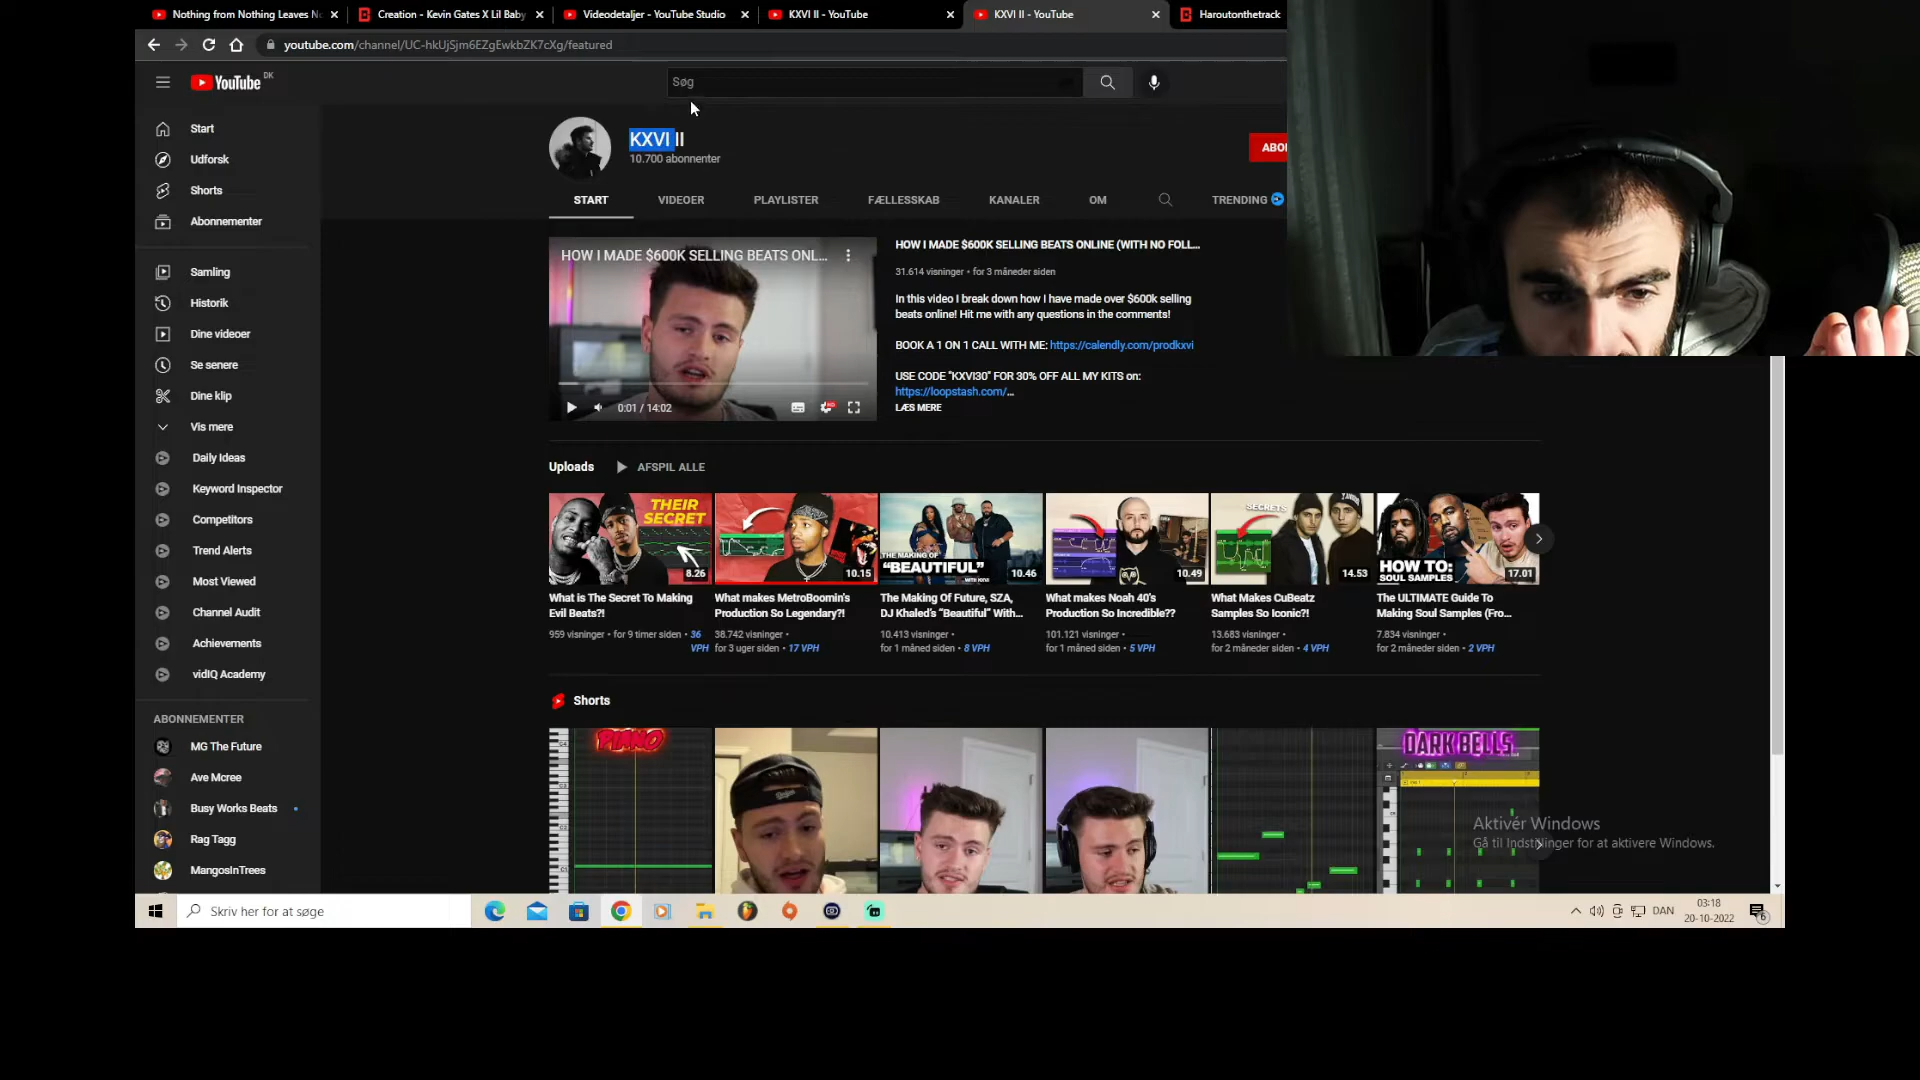 Nothing from Nothing Leaves N
Creation - Kevin Gates X Lil Baby
Videodetaljer - YouTube Studio
KXVI II - YouTube
KXVI II - YouTube
Haroutonthetrack
youtube.com/channel/UC-hkUjSjm6EZgEwkbZK7cXg/featured
YouTube DK
Søg
Start
Udforsk
Shorts
Abonnementer
Samling
Historik
Dine videoer
Se senere
Dine klip
Vis mere
Daily Ideas
Keyword Inspector
Competitors
Trend Alerts
Most Viewed
Channel Audit
Achievements
vidIQ Academy
ABONNEMENTER
MG The Future
Ave Mcree
Busy Works Beats
Rag Tagg
MangosInTrees
KXVI II
10.700 abonnenter
ABO
START
VIDEOER
PLAYLISTER
FÆLLESSKAB
KANALER
OM
TRENDING
HOW I MADE $600K SELLING BEATS ONL...
0:01 / 14:02
HOW I MADE $600K SELLING BEATS ONLINE (WITH NO FOLL...
31.614 visninger • for 3 måneder siden
In this video I break down how I have made over $600k selling
beats online! Hit me with any questions in the comments!
BOOK A 1 ON 1 CALL WITH ME: https://calendly.com/prodkxvi
USE CODE "KXVI30" FOR 30% OFF ALL MY KITS on:
https://loopstash.com/...
LÆS MERE
Uploads
AFSPIL ALLE
THEIR
SECRET
8.26
What is The Secret To Making
Evil Beats?!
959 visninger • for 9 timer siden • 36
VPH
10.15
What makes MetroBoomin's
Production So Legendary?!
38.742 visninger •
for 3 uger siden • 17 VPH
THE MAKING OF
"BEAUTIFUL"
10.46
The Making Of Future, SZA,
DJ Khaled's "Beautiful" With...
10.413 visninger •
for 1 måned siden • 8 VPH
10.49
What makes Noah 40's
Production So Incredible??
101.121 visninger •
for 1 måned siden • 5 VPH
SECRETS
14.53
What Makes CuBeatz
Samples So Iconic?!
13.683 visninger •
for 2 måneder siden • 4 VPH
HOW TO:
SOUL SAMPLES
17.01
The ULTIMATE Guide To
Making Soul Samples (Fro...
7.834 visninger •
for 2 måneder siden • 2 VPH
Shorts
PIANO
DARK BELLS
Aktivér Windows
Gå til Indstillinger for at aktivere Windows.
Skriv her for at søge
DAN
03:18
20-10-2022
6